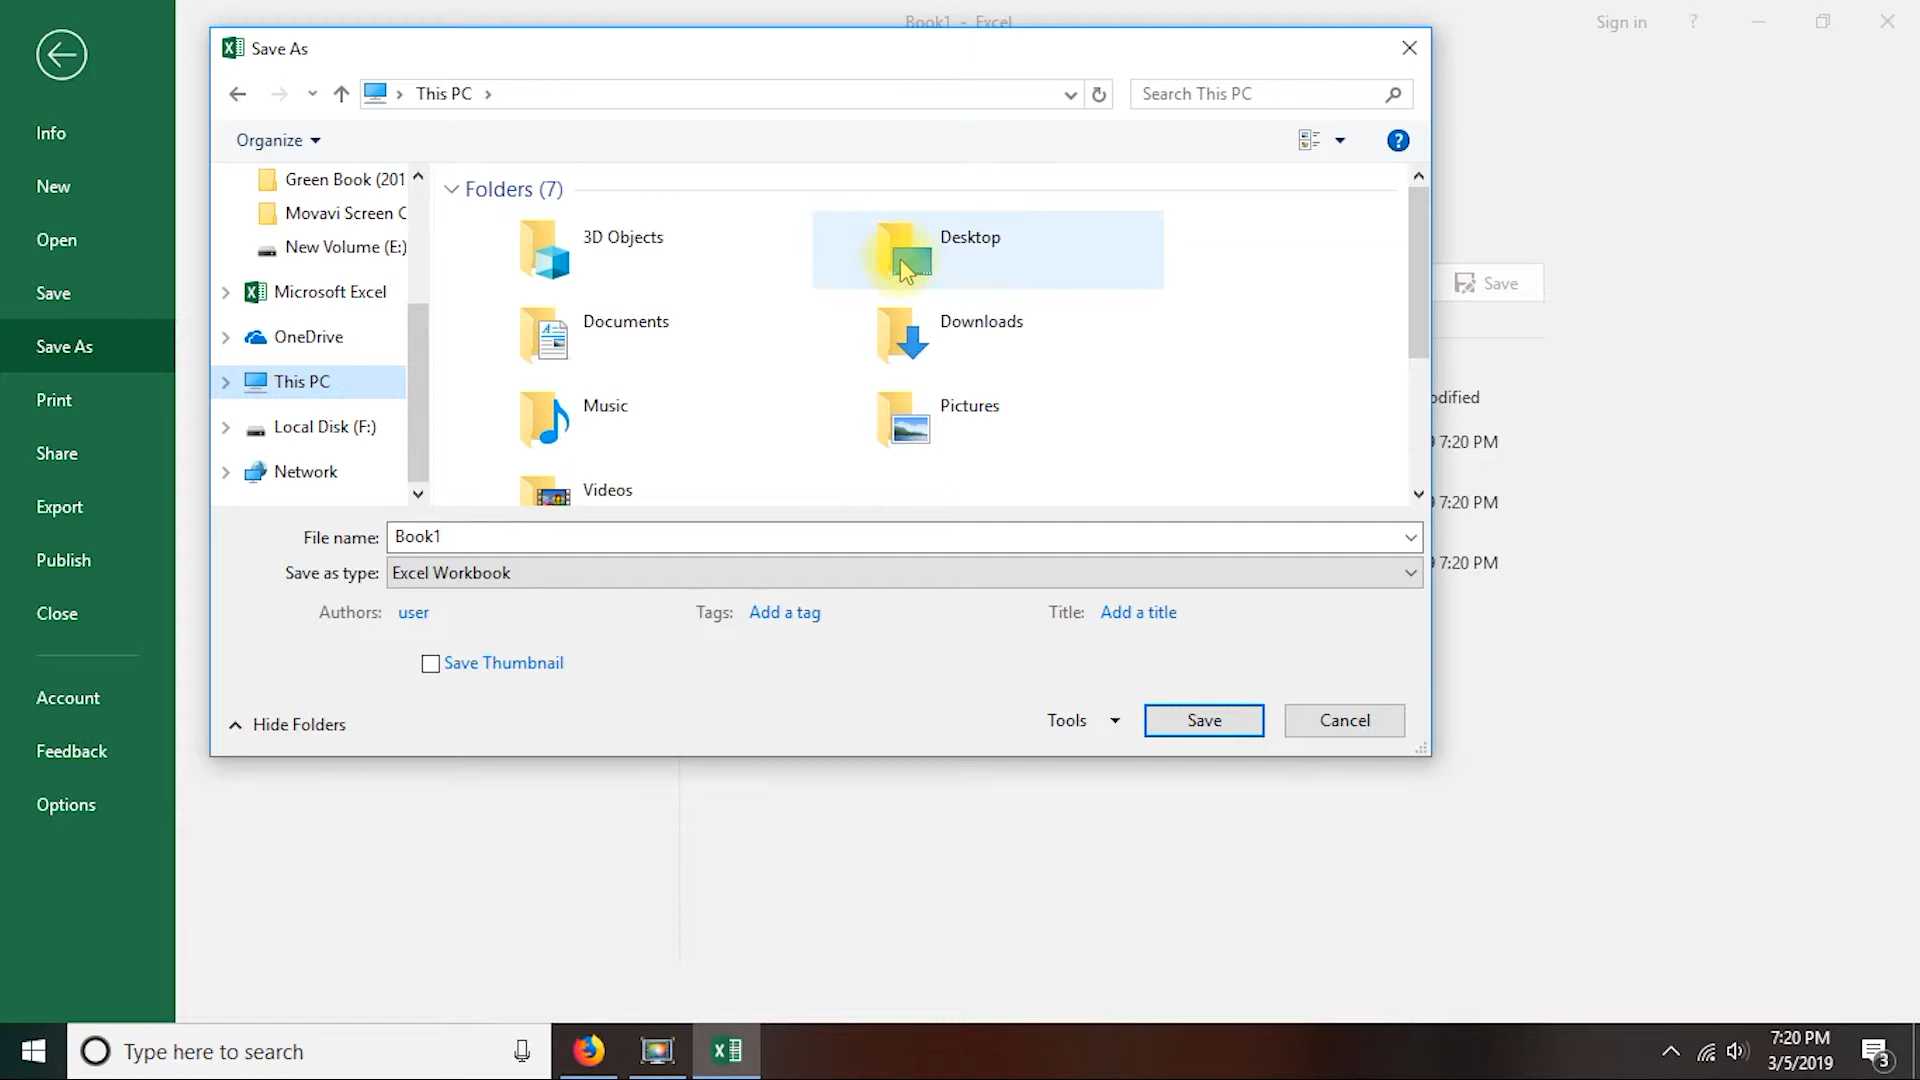 Book1 - Excel
Sign in
?
Info
New
Open
Save
Save As
Print
Share
Export
Publish
Close
Account
Feedback
Options
Save As
This PC
Search This PC
Organize
?
Green Book (201
Movavi Screen C
New Volume (E:)
Microsoft Excel
OneDrive
This PC
Local Disk (F:)
Network
Folders (7)
3D Objects
Desktop
Documents
Downloads
Music
Pictures
Videos
File name: Book1
Save as type: Excel Workbook
Authors: user
Tags: Add a tag
Title: Add a title
Save Thumbnail
Hide Folders
Tools
Save
Cancel
Save
odified
7:20 PM
7:20 PM
7:20 PM
Type here to search
7:20 PM
3/5/2019
3